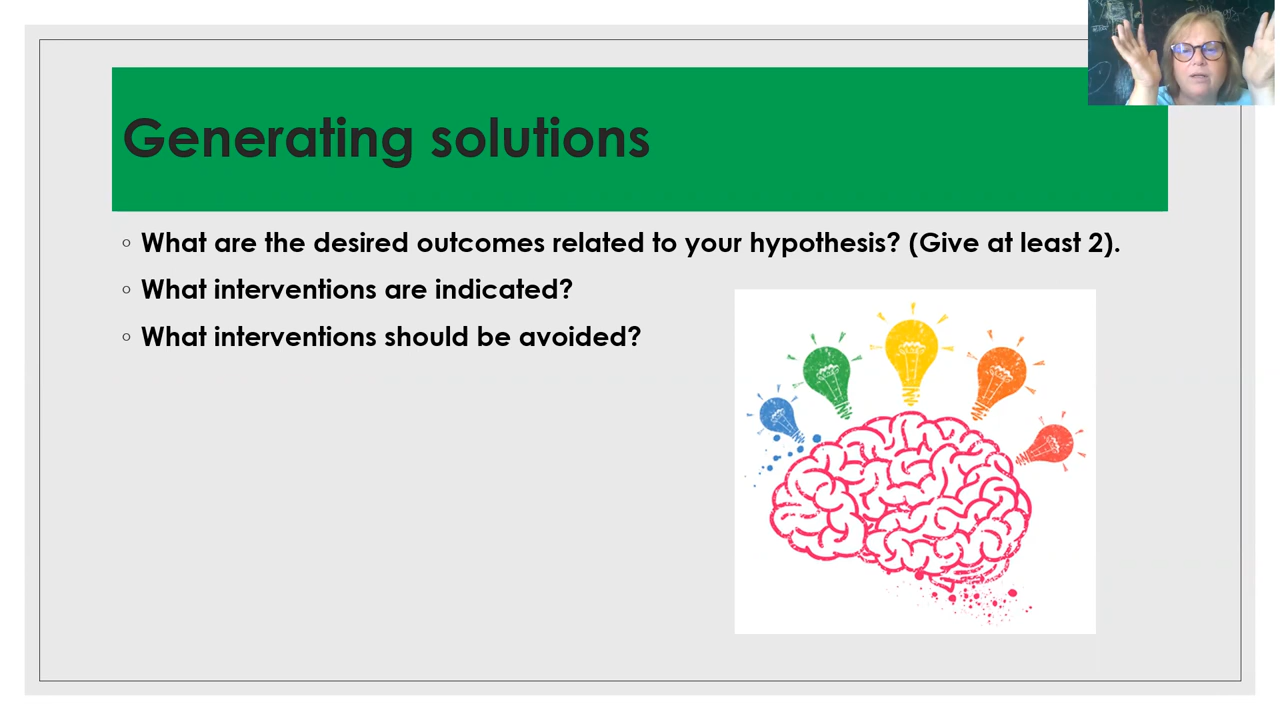 Generating solutions
What are the desired outcomes related to your hypothesis? (Give at least 2).
What interventions are indicated?
What interventions should be avoided?